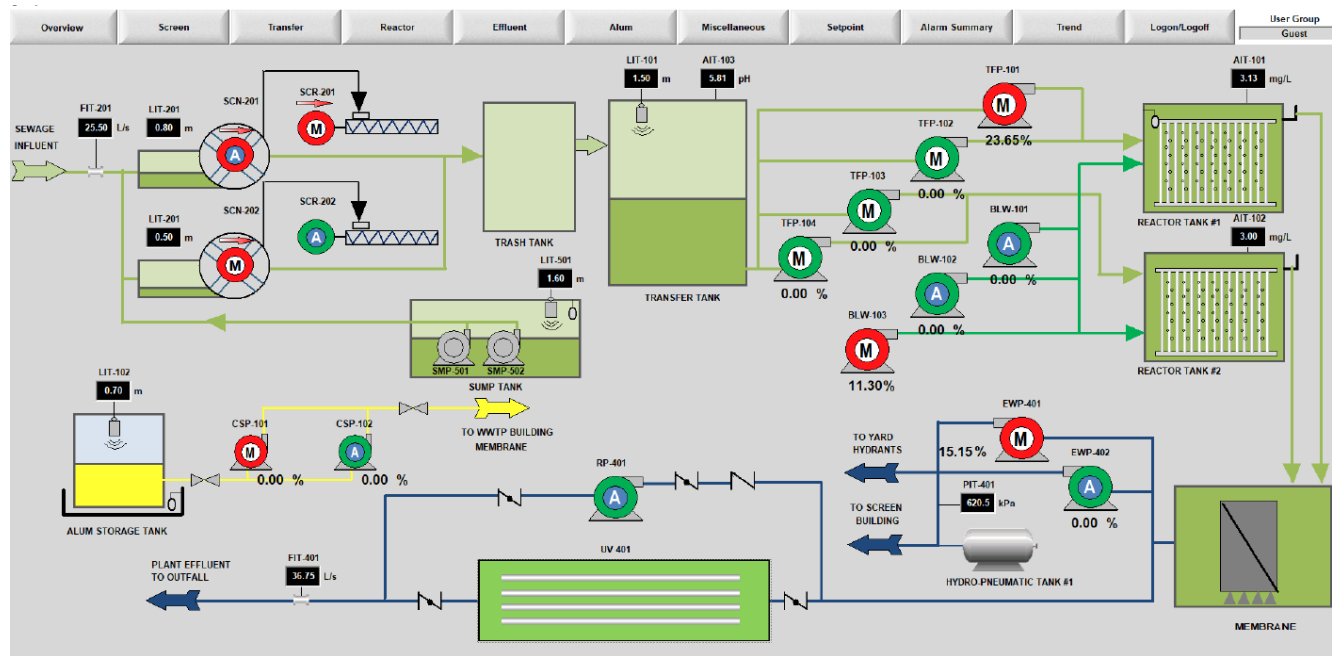 Overview
Screen
Transfer
Reactor
Effluent
Alum
Miscellaneous
Setpoint
Alarm Summary
Trend
Logon/Logoff
User Group
Guest
FIT-201
25.50 L/s
LIT-201
0.80 m
SCN-201
A
SCR-201
M
SEWAGE
INFLUENT
LIT-201
0.50 m
SCN-202
M
SCR-202
A
TRASH TANK
LIT-101
1.50 m
AIT-103
5.81 pH
TRANSFER TANK
TFP-101
M
23.65%
TFP-102
M
0.00 %
TFP-103
M
0.00 %
TFP-104
M
0.00 %
BLW-101
A
0.00 %
BLW-102
A
0.00 %
BLW-103
M
11.30%
AIT-101
3.13 mg/L
REACTOR TANK #1
AIT-102
3.00 mg/L
REACTOR TANK #2
LIT-501
1.60 m
SMP-501
SMP-502
SUMP TANK
LIT-102
0.70 m
ALUM STORAGE TANK
CSP-101
M
0.00 %
CSP-102
A
0.00 %
TO WWTP BUILDING
MEMBRANE
RP-401
A
EWP-401
M
15.15%
EWP-402
A
0.00 %
TO YARD
HYDRANTS
PIT-401
620.5 kPa
TO SCREEN
BUILDING
HYDRO-PNEUMATIC TANK #1
UV 401
FIT-401
36.75 L/s
PLANT EFFLUENT
TO OUTFALL
MEMBRANE